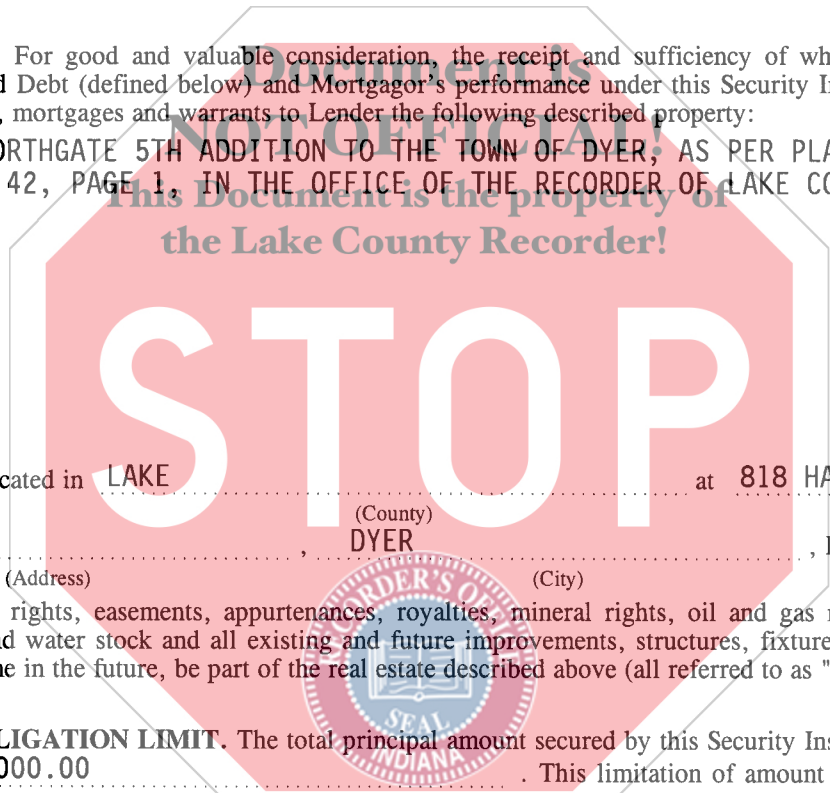 For good and valuable consideration, the receipt and sufficiency of wh
d Debt (defined below) and Mortgagor's performance under this Security I
, mortgages and warrants to Lender the following described property:
Document is
NOT OFFICIAL!
ORTHGATE 5TH ADDITION TO THE TOWN OF DYER, AS PER PLA
42, PAGE 1, IN THE OFFICE OF THE RECORDER OF LAKE CO
This Document is the property of
the Lake County Recorder!
STOP
cated in LAKE at 818 HA
(County)
, DYER ,
(Address) (City)
rights, easements, appurtenances, royalties, mineral rights, oil and gas
d water stock and all existing and future improvements, structures, fixture
e in the future, be part of the real estate described above (all referred to as "
RECORDER'S OFFICE
SEAL
INDIANA
LIGATION LIMIT. The total principal amount secured by this Security Ins
000.00 . This limitation of amount